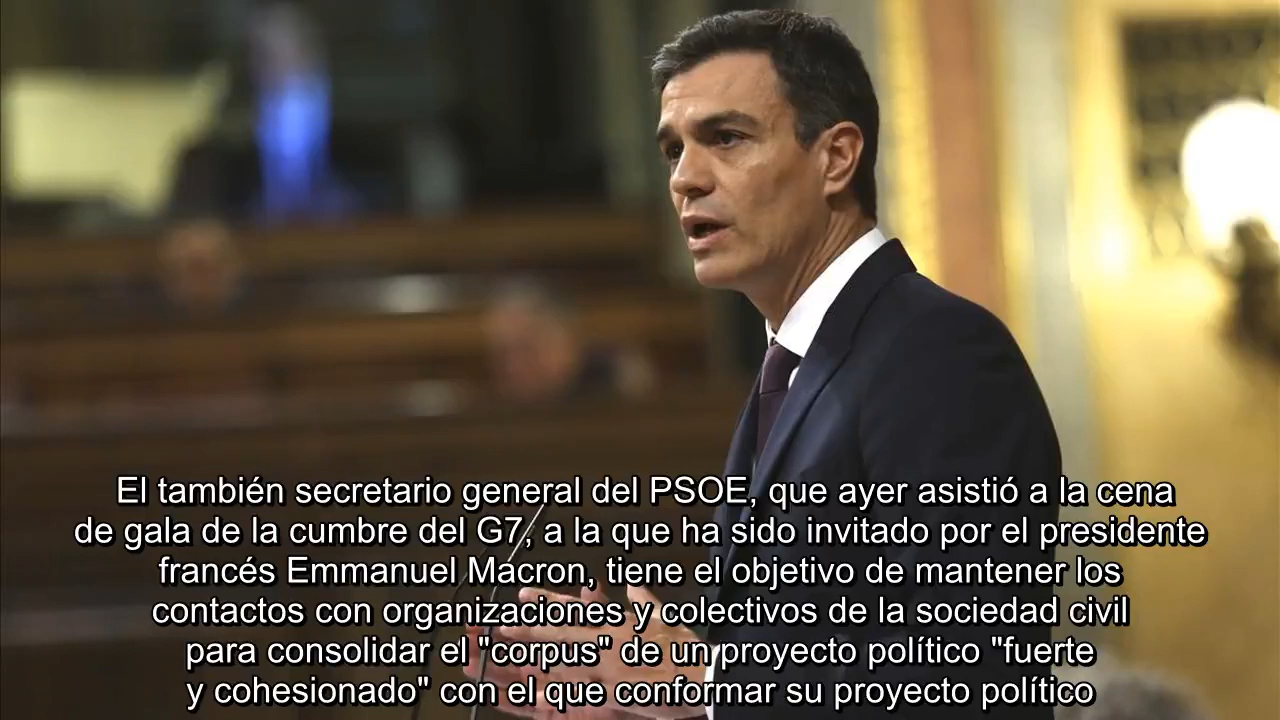 El también secretario general del PSOE, que ayer asistió a la cena
de gala de la cumbre del G7, a la que ha sido invitado por el presidente
francés Emmanuel Macron, tiene el objetivo de mantener los
contactos con organizaciones y colectivos de la sociedad civil
para consolidar el "corpus" de un proyecto político "fuerte
y cohesionado" con el que conformar su proyecto político